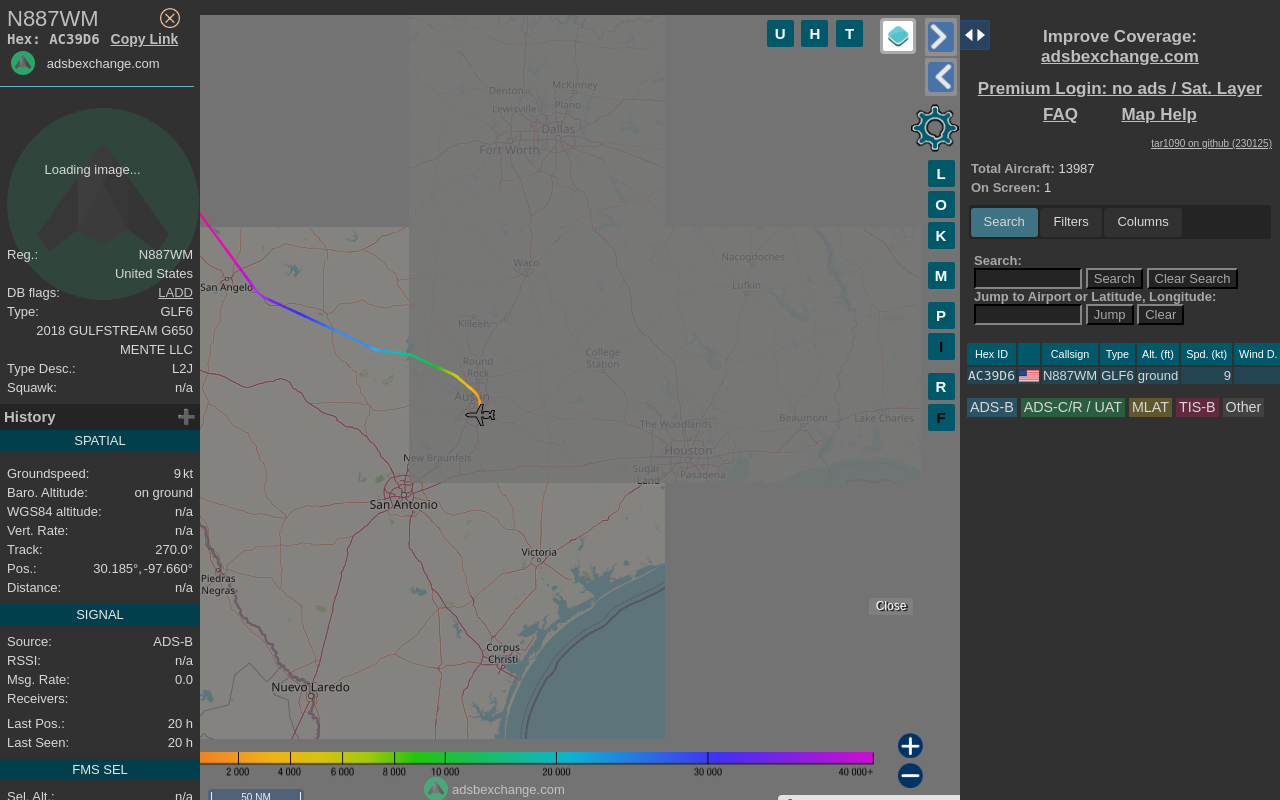 N887WM
Hex: AC39D6 Copy Link
adsbexchange.com
Loading image...
Reg.: N887WM
United States
DB flags: LADD
Type: GLF6
2018 GULFSTREAM G650
MENTE LLC
Type Desc.: L2J
Squawk: n/a
History
SPATIAL
Groundspeed: 9 kt
Baro. Altitude: on ground
WGS84 altitude: n/a
Vert. Rate: n/a
Track: 270.0°
Pos.: 30.185°, -97.660°
Distance: n/a
SIGNAL
Source: ADS-B
RSSI: n/a
Msg. Rate: 0.0
Receivers:
Last Pos.: 20 h
Last Seen: 20 h
FMS SEL
Sel. Alt.: n/a
U H T
L
O
K
M
P
I
R
F
Denton
McKinney
Lewisville
Plano
Dallas
Fort Worth
Waco
Nacogdoches
Lufkin
San Angelo
Killeen
Round
Rock
College
Station
Austin
Beaumont
Lake Charles
The Woodlands
New Braunfels
Houston
Sugar
Land
Pasadena
San Antonio
Victoria
Piedras
Negras
Corpus
Christi
Nuevo Laredo
Close
2 000 4 000 6 000 8 000 10 000 20 000 30 000 40 000+
adsbexchange.com
50 NM
Improve Coverage:
adsbexchange.com
Premium Login: no ads / Sat. Layer
FAQ Map Help
tar1090 on github (230125)
Total Aircraft: 13987
On Screen: 1
Search Filters Columns
Search:
Search Clear Search
Jump to Airport or Latitude, Longitude:
Jump Clear
Hex ID Callsign Type Alt. (ft) Spd. (kt) Wind D.
AC39D6 N887WM GLF6 ground 9
ADS-B ADS-C/R / UAT MLAT TIS-B Other